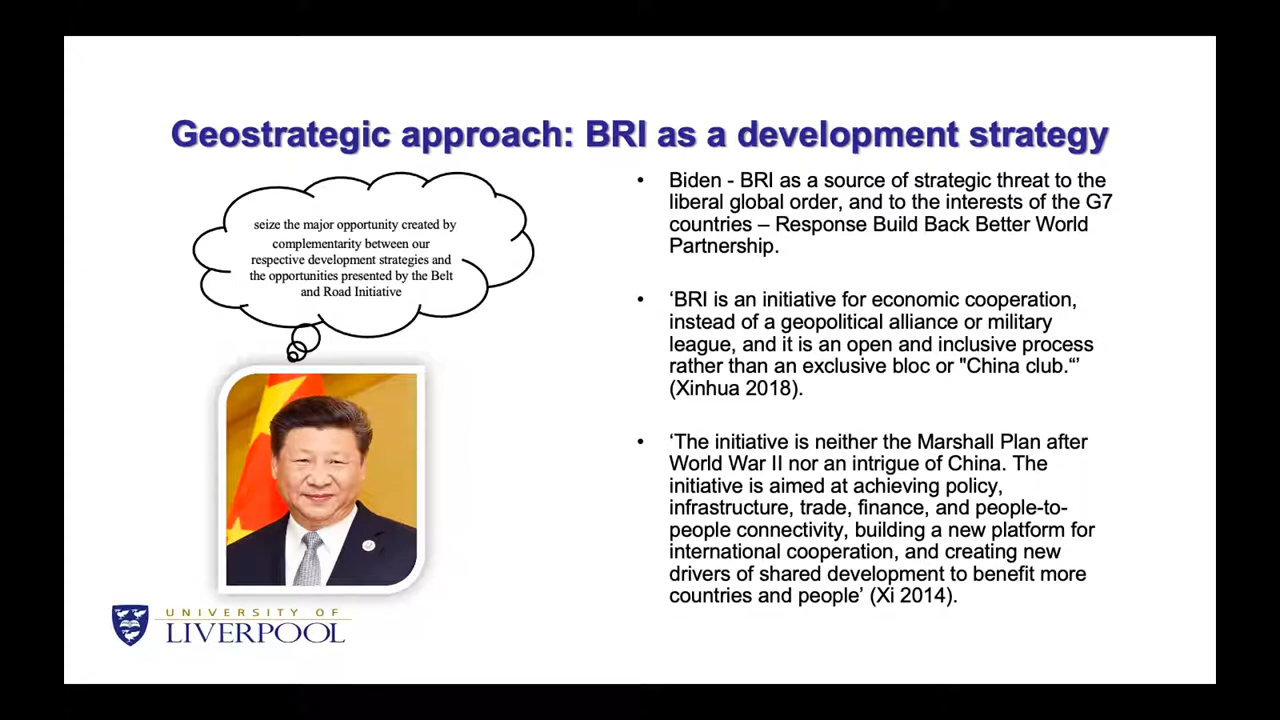 Geostrategic approach: BRI as a development strategy
seize the major opportunity created by
complementarity between our
respective development strategies and
the opportunities presented by the Belt
and Road Initiative
• Biden - BRI as a source of strategic threat to the
liberal global order, and to the interests of the G7
countries – Response Build Back Better World
Partnership.
• ‘BRI is an initiative for economic cooperation,
instead of a geopolitical alliance or military
league, and it is an open and inclusive process
rather than an exclusive bloc or "China club.“’
(Xinhua 2018).
• ‘The initiative is neither the Marshall Plan after
World War II nor an intrigue of China. The
initiative is aimed at achieving policy,
infrastructure, trade, finance, and people-to-
people connectivity, building a new platform for
international cooperation, and creating new
drivers of shared development to benefit more
countries and people’ (Xi 2014).
UNIVERSITY OF
LIVERPOOL